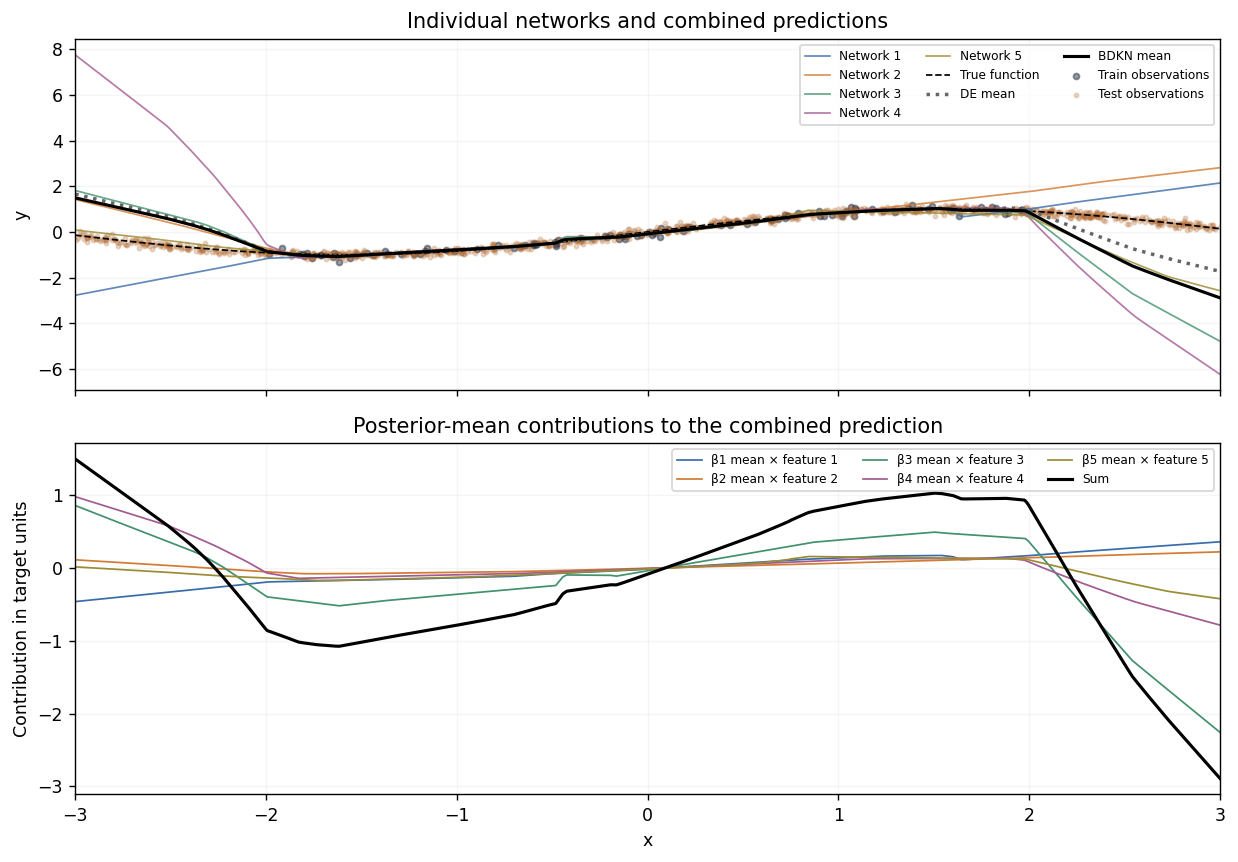 Individual networks and combined predictions
8
6
4
2
0
−2
−4
−6
y
Network 1
Network 2
Network 3
Network 4
Network 5
True function
DE mean
BDKN mean
Train observations
Test observations
Posterior-mean contributions to the combined prediction
1
0
−1
−2
−3
Contribution in target units
β1 mean × feature 1
β2 mean × feature 2
β3 mean × feature 3
β4 mean × feature 4
β5 mean × feature 5
Sum
−3
−2
−1
0
1
2
3
x